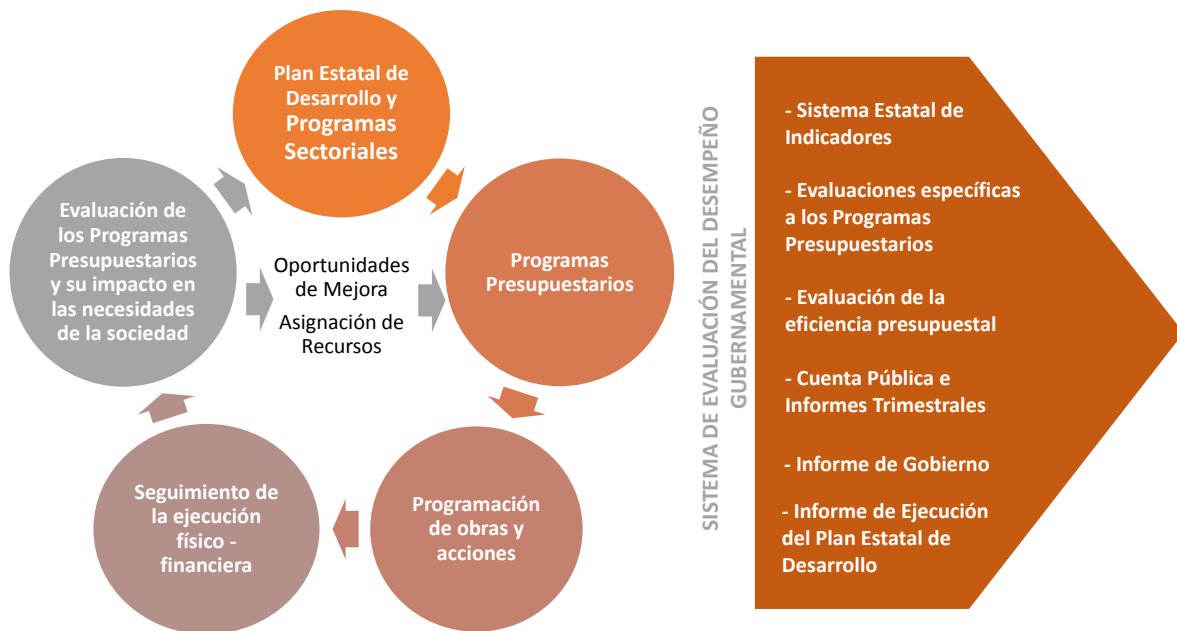 Plan Estatal de
Desarrollo y
Programas
Sectoriales
Evaluación de
los Programas
Presupuestarios
y su impacto en
las necesidades
de la sociedad
Oportunidades
de Mejora
Asignación de
Recursos
Programas
Presupuestarios
Seguimiento de
la ejecución
físico -
financiera
Programación
de obras y
acciones
SISTEMA DE EVALUACIÓN DEL DESEMPEÑO
GUBERNAMENTAL
- Sistema Estatal de
Indicadores
- Evaluaciones específicas
a los Programas
Presupuestarios
- Evaluación de la
eficiencia presupuestal
- Cuenta Pública e
Informes Trimestrales
- Informe de Gobierno
- Informe de Ejecución
del Plan Estatal de
Desarrollo